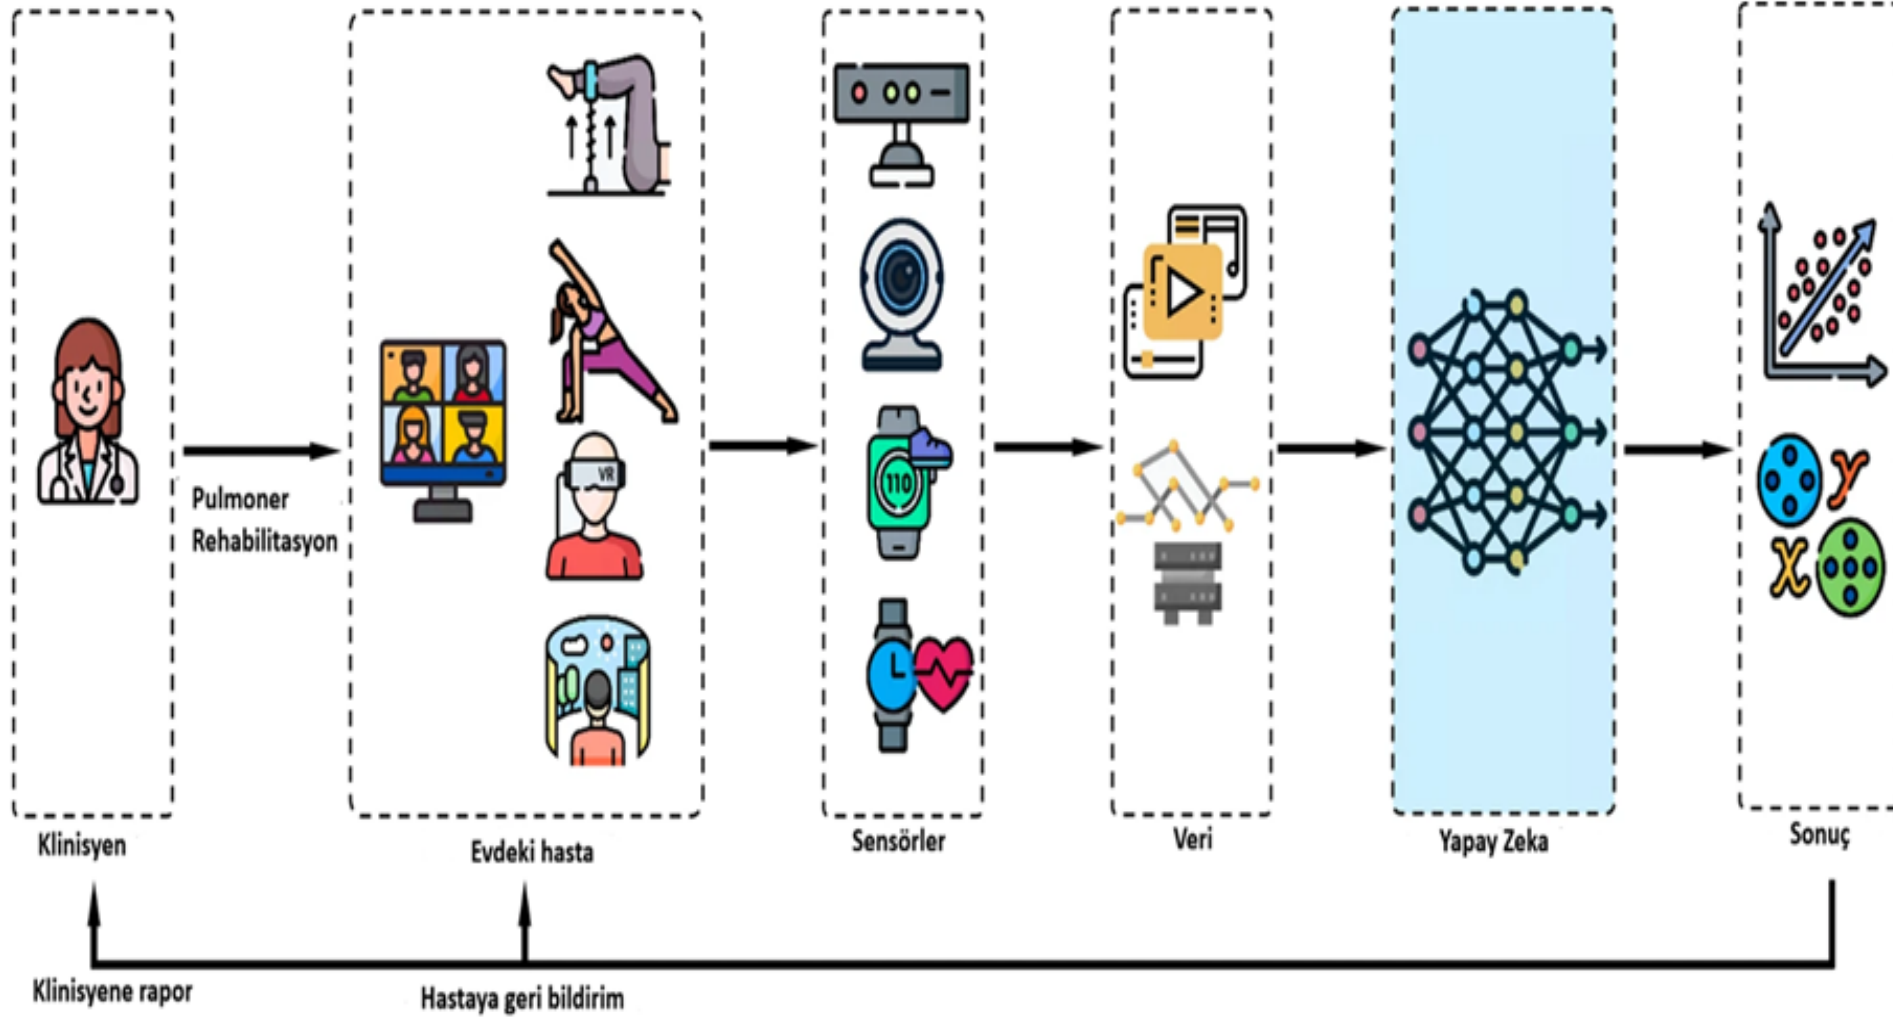 VR
110
y
x
Pulmoner
Rehabilitasyon
Klinisyen
Evdeki hasta
Sensörler
Veri
Yapay Zeka
Sonuç
Klinisyene rapor
Hastaya geri bildirim